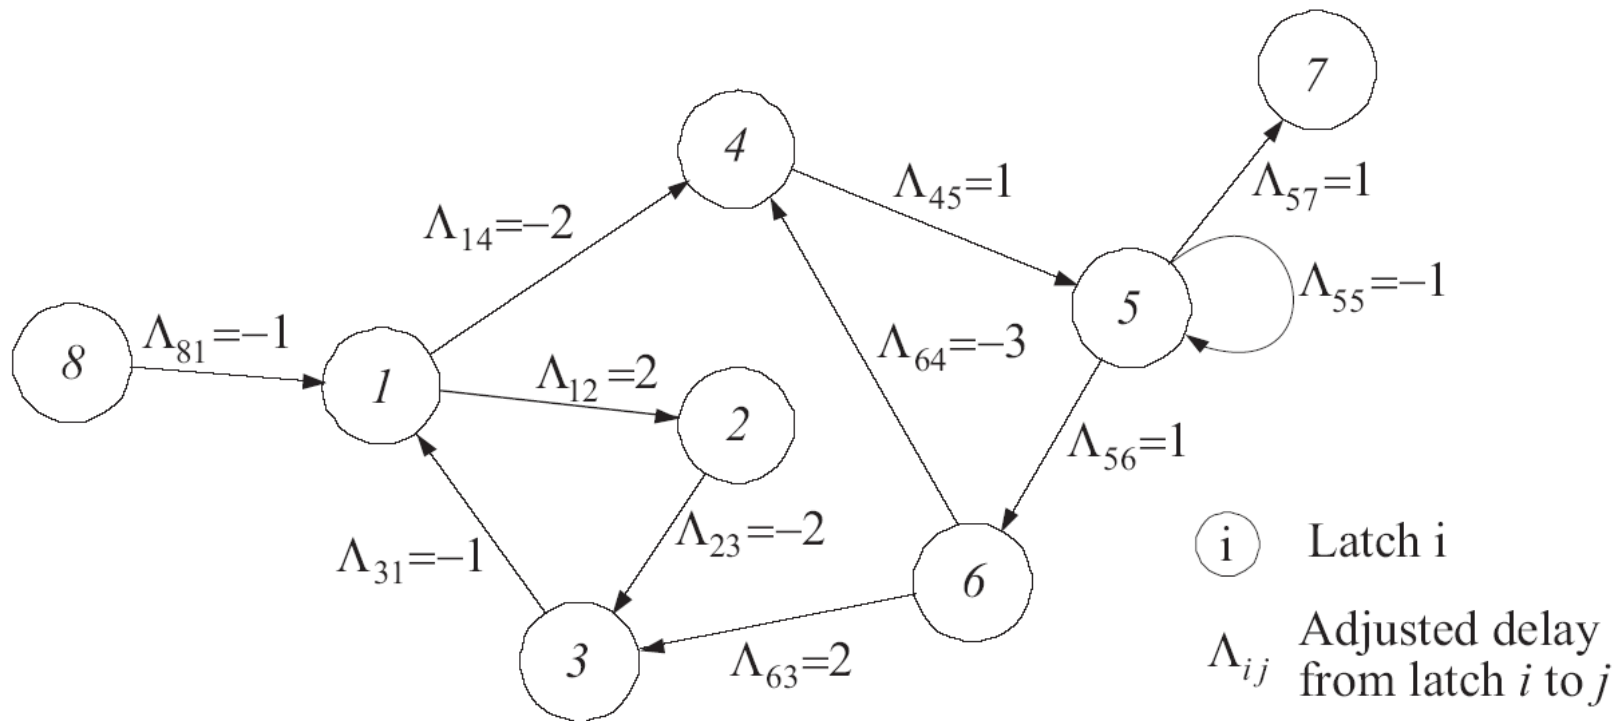 7
4
Λ45=1
Λ57=1
Λ14=−2
5
Λ55=−1
8
Λ81=−1
1
Λ12 =2
Λ64=−3
2
Λ56=1
Λ31=−1
Λ23=−2
6
i Latch i
3
Λ63=2
Λij Adjusted delay
from latch i to j